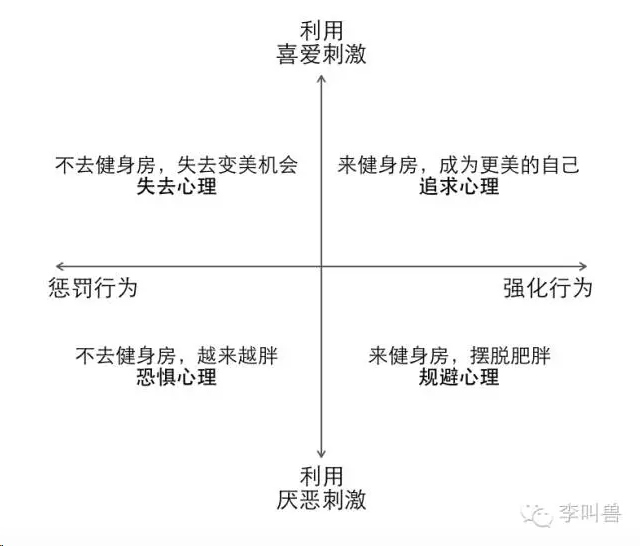 利用
喜爱刺激
不去健身房，失去变美机会
失去心理
来健身房，成为更美的自己
追求心理
惩罚行为
强化行为
不去健身房，越来越胖
恐惧心理
来健身房，摆脱肥胖
规避心理
利用
厌恶刺激
李叫兽